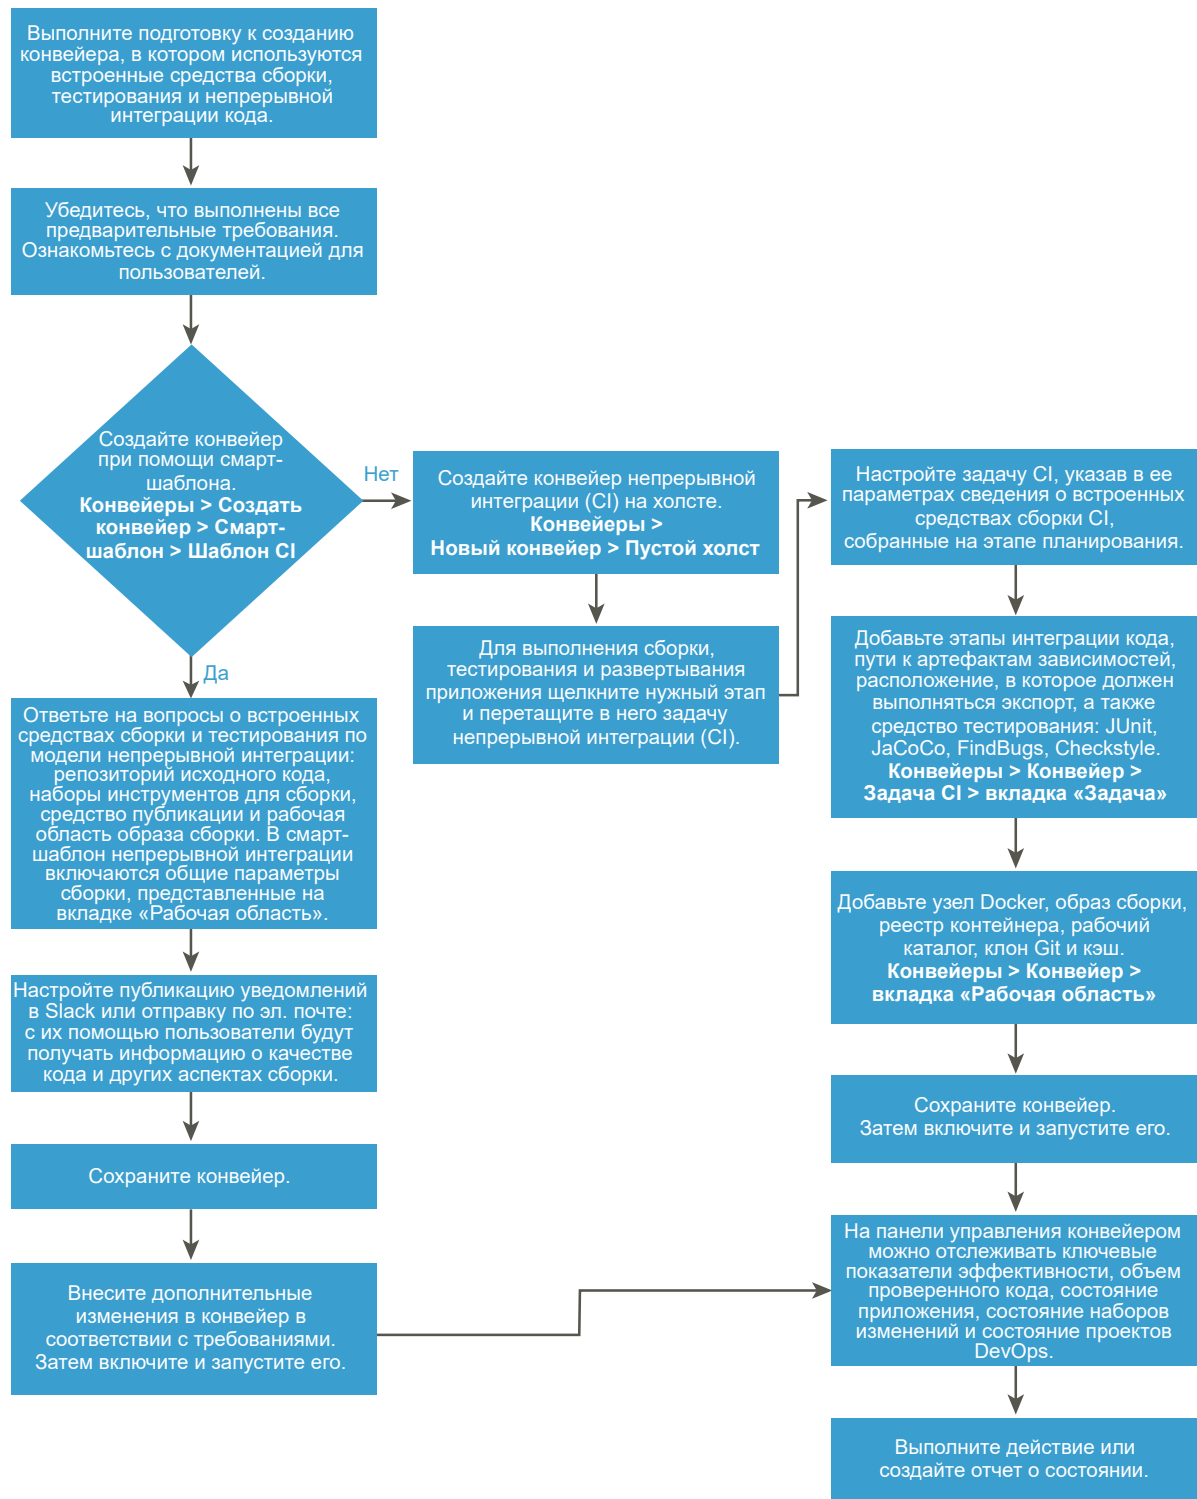 Выполните подготовку к созданию
конвейера, в котором используются
встроенные средства сборки,
тестирования и непрерывной
интеграции кода.
Убедитесь, что выполнены все
предварительные требования.
Ознакомьтесь с документацией для
пользователей.
Создайте конвейер
при помощи смарт-
шаблона.
Конвейеры > Создать
конвейер > Смарт-
шаблон > Шаблон CI
Нет
Да
Ответьте на вопросы о встроенных
средствах сборки и тестирования по
модели непрерывной интеграции:
репозиторий исходного кода,
наборы инструментов для сборки,
средство публикации и рабочая
область образа сборки. В смарт-
шаблон непрерывной интеграции
включаются общие параметры
сборки, представленные на
вкладке «Рабочая область».
Настройте публикацию уведомлений
в Slack или отправку по эл. почте:
с их помощью пользователи будут
получать информацию о качестве
кода и других аспектах сборки.
Сохраните конвейер.
Внесите дополнительные
изменения в конвейер в
соответствии с требованиями.
Затем включите и запустите его.
Создайте конвейер непрерывной
интеграции (CI) на холсте.
Конвейеры >
Новый конвейер > Пустой холст
Для выполнения сборки,
тестирования и развертывания
приложения щелкните нужный этап
и перетащите в него задачу
непрерывной интеграции (CI).
Настройте задачу CI, указав в ее
параметрах сведения о встроенных
средствах сборки CI,
собранные на этапе планирования.
Добавьте этапы интеграции кода,
пути к артефактам зависимостей,
расположение, в которое должен
выполняться экспорт, а также
средство тестирования: JUnit,
JaCoCo, FindBugs, Checkstyle.
Конвейеры > Конвейер >
Задача CI > вкладка «Задача»
Добавьте узел Docker, образ сборки,
реестр контейнера, рабочий
каталог, клон Git и кэш.
Конвейеры > Конвейер >
вкладка «Рабочая область»
Сохраните конвейер.
Затем включите и запустите его.
На панели управления конвейером
можно отслеживать ключевые
показатели эффективности, объем
проверенного кода, состояние
приложения, состояние наборов
изменений и состояние проектов
DevOps.
Выполните действие или
создайте отчет о состоянии.